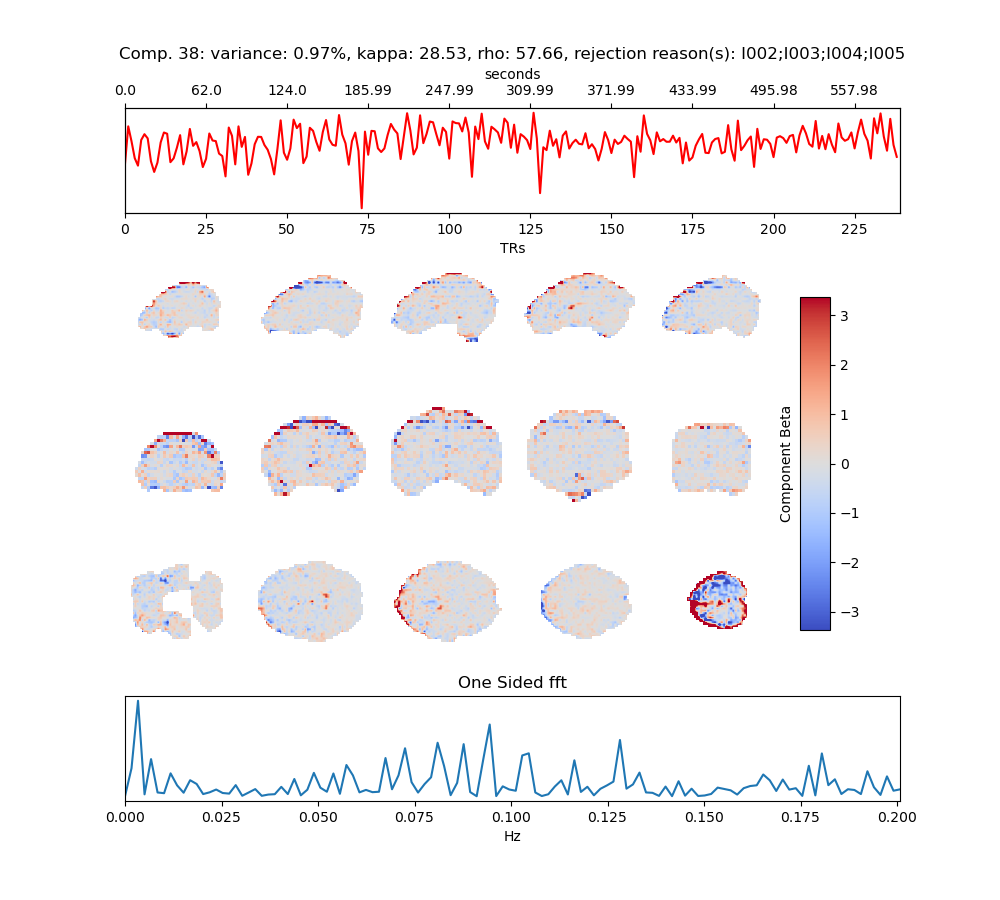 Comp. 38: variance: 0.97%, kappa: 28.53, rho: 57.66, rejection reason(s): I002;I003;I004;I005
seconds
0.0 62.0 124.0 185.99 247.99 309.99 371.99 433.99 495.98 557.98
0 25 50 75 100 125 150 175 200 225
TRs
3
2
1
0
−1
−2
−3
Component Beta
One Sided fft
0.000 0.025 0.050 0.075 0.100 0.125 0.150 0.175 0.200
Hz